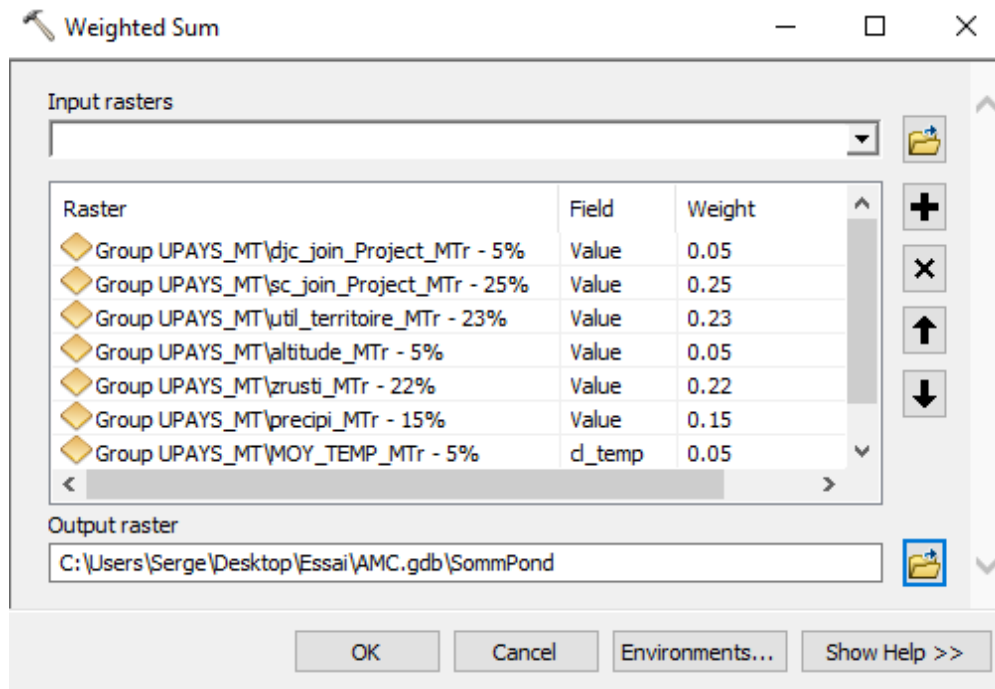 Weighted Sum
Input rasters
Raster Field Weight
Group UPAYS_MT\djc_join_Project_MTr - 5% Value 0.05
Group UPAYS_MT\sc_join_Project_MTr - 25% Value 0.25
Group UPAYS_MT\util_territoire_MTr - 23% Value 0.23
Group UPAYS_MT\altitude_MTr - 5% Value 0.05
Group UPAYS_MT\zrusti_MTr - 22% Value 0.22
Group UPAYS_MT\precipi_MTr - 15% Value 0.15
Group UPAYS_MT\MOY_TEMP_MTr - 5% cl_temp 0.05
Output raster
C:\Users\Serge\Desktop\Essai\AMC.gdb\SommPond
OK Cancel Environments... Show Help >>